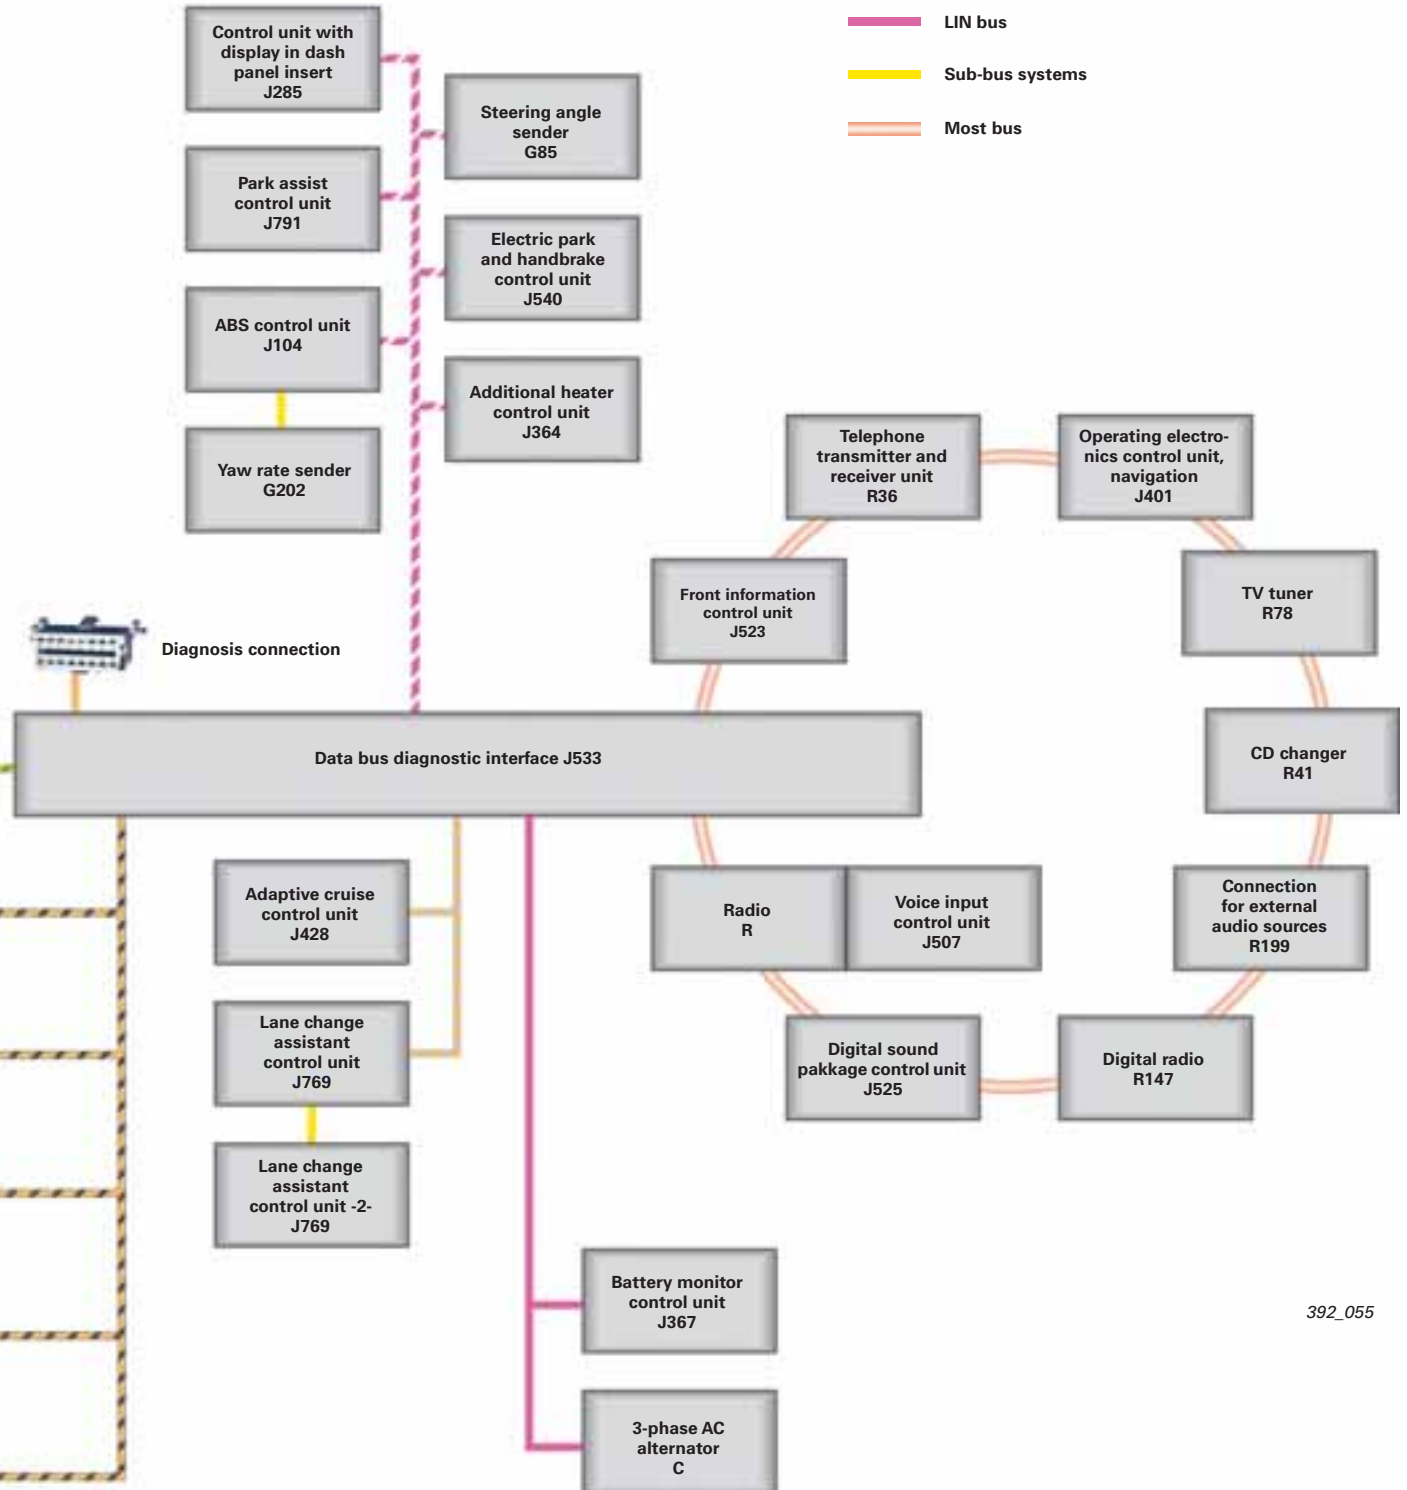 LIN bus
Sub-bus systems
Most bus
Control unit with
display in dash
panel insert
J285
Steering angle
sender
G85
Park assist
control unit
J791
Electric park
and handbrake
control unit
J540
ABS control unit
J104
Additional heater
control unit
J364
Yaw rate sender
G202
Telephone
transmitter and
receiver unit
R36
Operating electro-
nics control unit,
navigation
J401
Front information
control unit
J523
TV tuner
R78
Diagnosis connection
Data bus diagnostic interface J533
CD changer
R41
Adaptive cruise
control unit
J428
Radio
R
Voice input
control unit
J507
Connection
for external
audio sources
R199
Lane change
assistant
control unit
J769
Digital sound
pakkage control unit
J525
Digital radio
R147
Lane change
assistant
control unit -2-
J769
Battery monitor
control unit
J367
3-phase AC
alternator
C
392_055